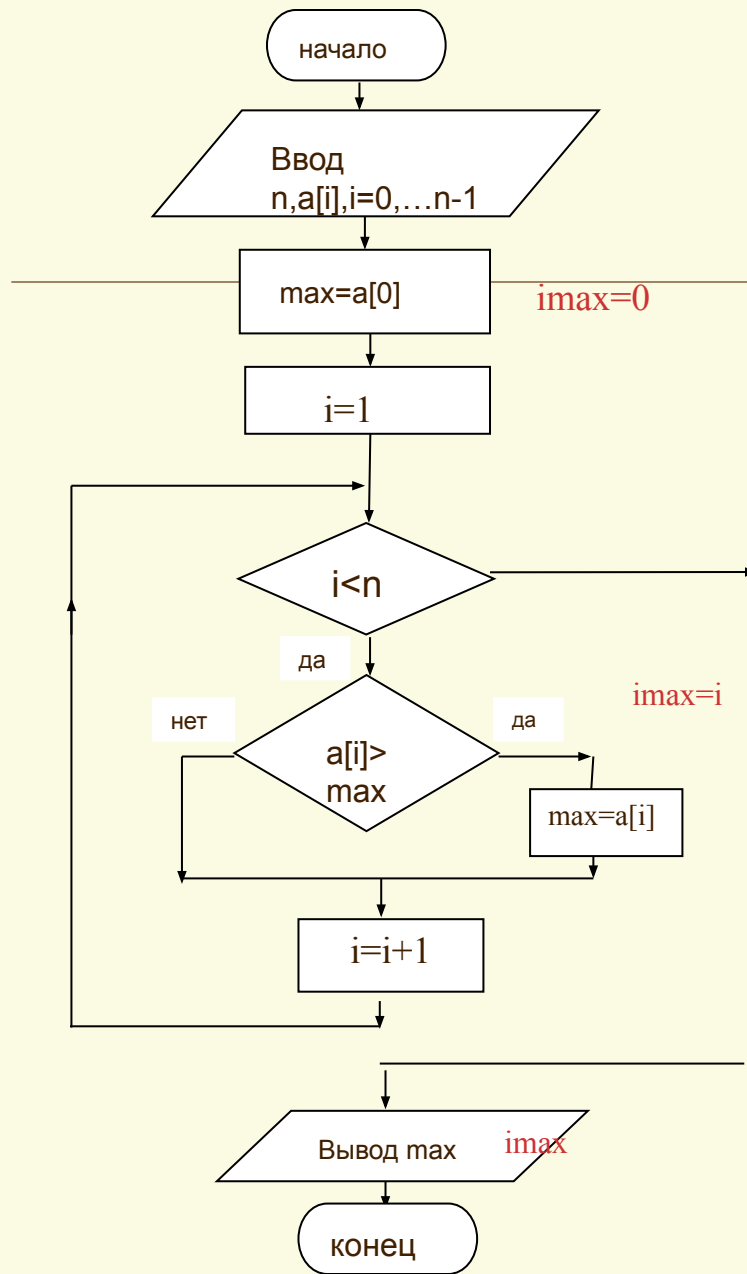 начало
Ввод
n,a[i],i=0,…n-1
max=a[0]
imax=0
i=1
i<n
да
imax=i
нет
да
a[i]>
max
max=a[i]
i=i+1
Вывод max
imax
конец